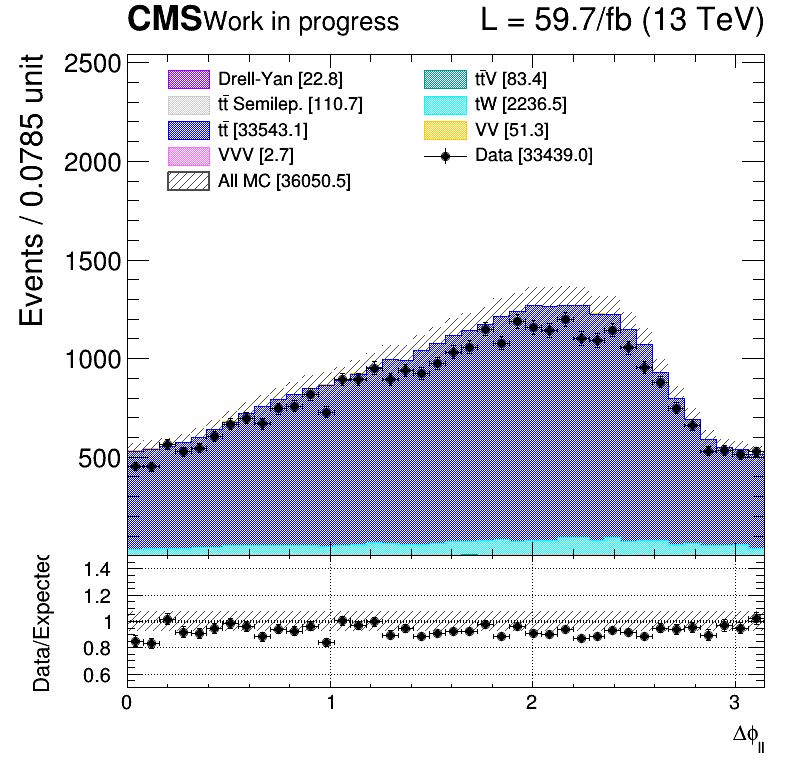 CMS Work in progress L = 59.7/fb (13 TeV)
Events / 0.0785 unit
2500
2000
1500
1000
500
Drell-Yan [22.8]
tt̄ Semilep. [110.7]
tt̄ [33543.1]
VVV [2.7]
All MC [36050.5]
tt̄V [83.4]
tW [2236.5]
VV [51.3]
Data [33439.0]
Data/Expected
1.4
1.2
1
0.8
0.6
0 1 2 3
Δϕll